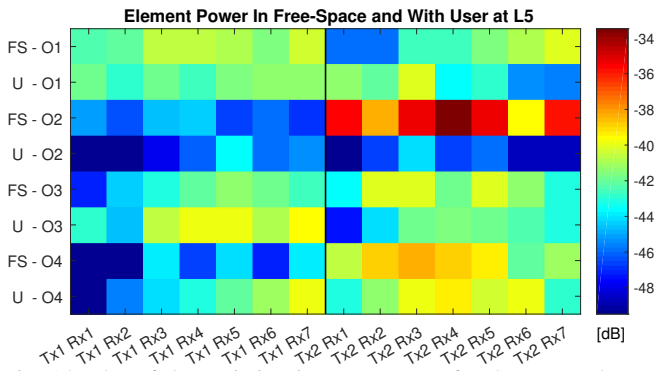 Element Power In Free-Space and With User at L5
FS - O1
U - O1
FS - O2
U - O2
FS - O3
U - O3
FS - O4
U - O4
Tx1 Rx1
Tx1 Rx2
Tx1 Rx3
Tx1 Rx4
Tx1 Rx5
Tx1 Rx6
Tx1 Rx7
Tx2 Rx1
Tx2 Rx2
Tx2 Rx3
Tx2 Rx4
Tx2 Rx5
Tx2 Rx6
Tx2 Rx7
-34
-36
-38
-40
-42
-44
-46
-48
[dB]